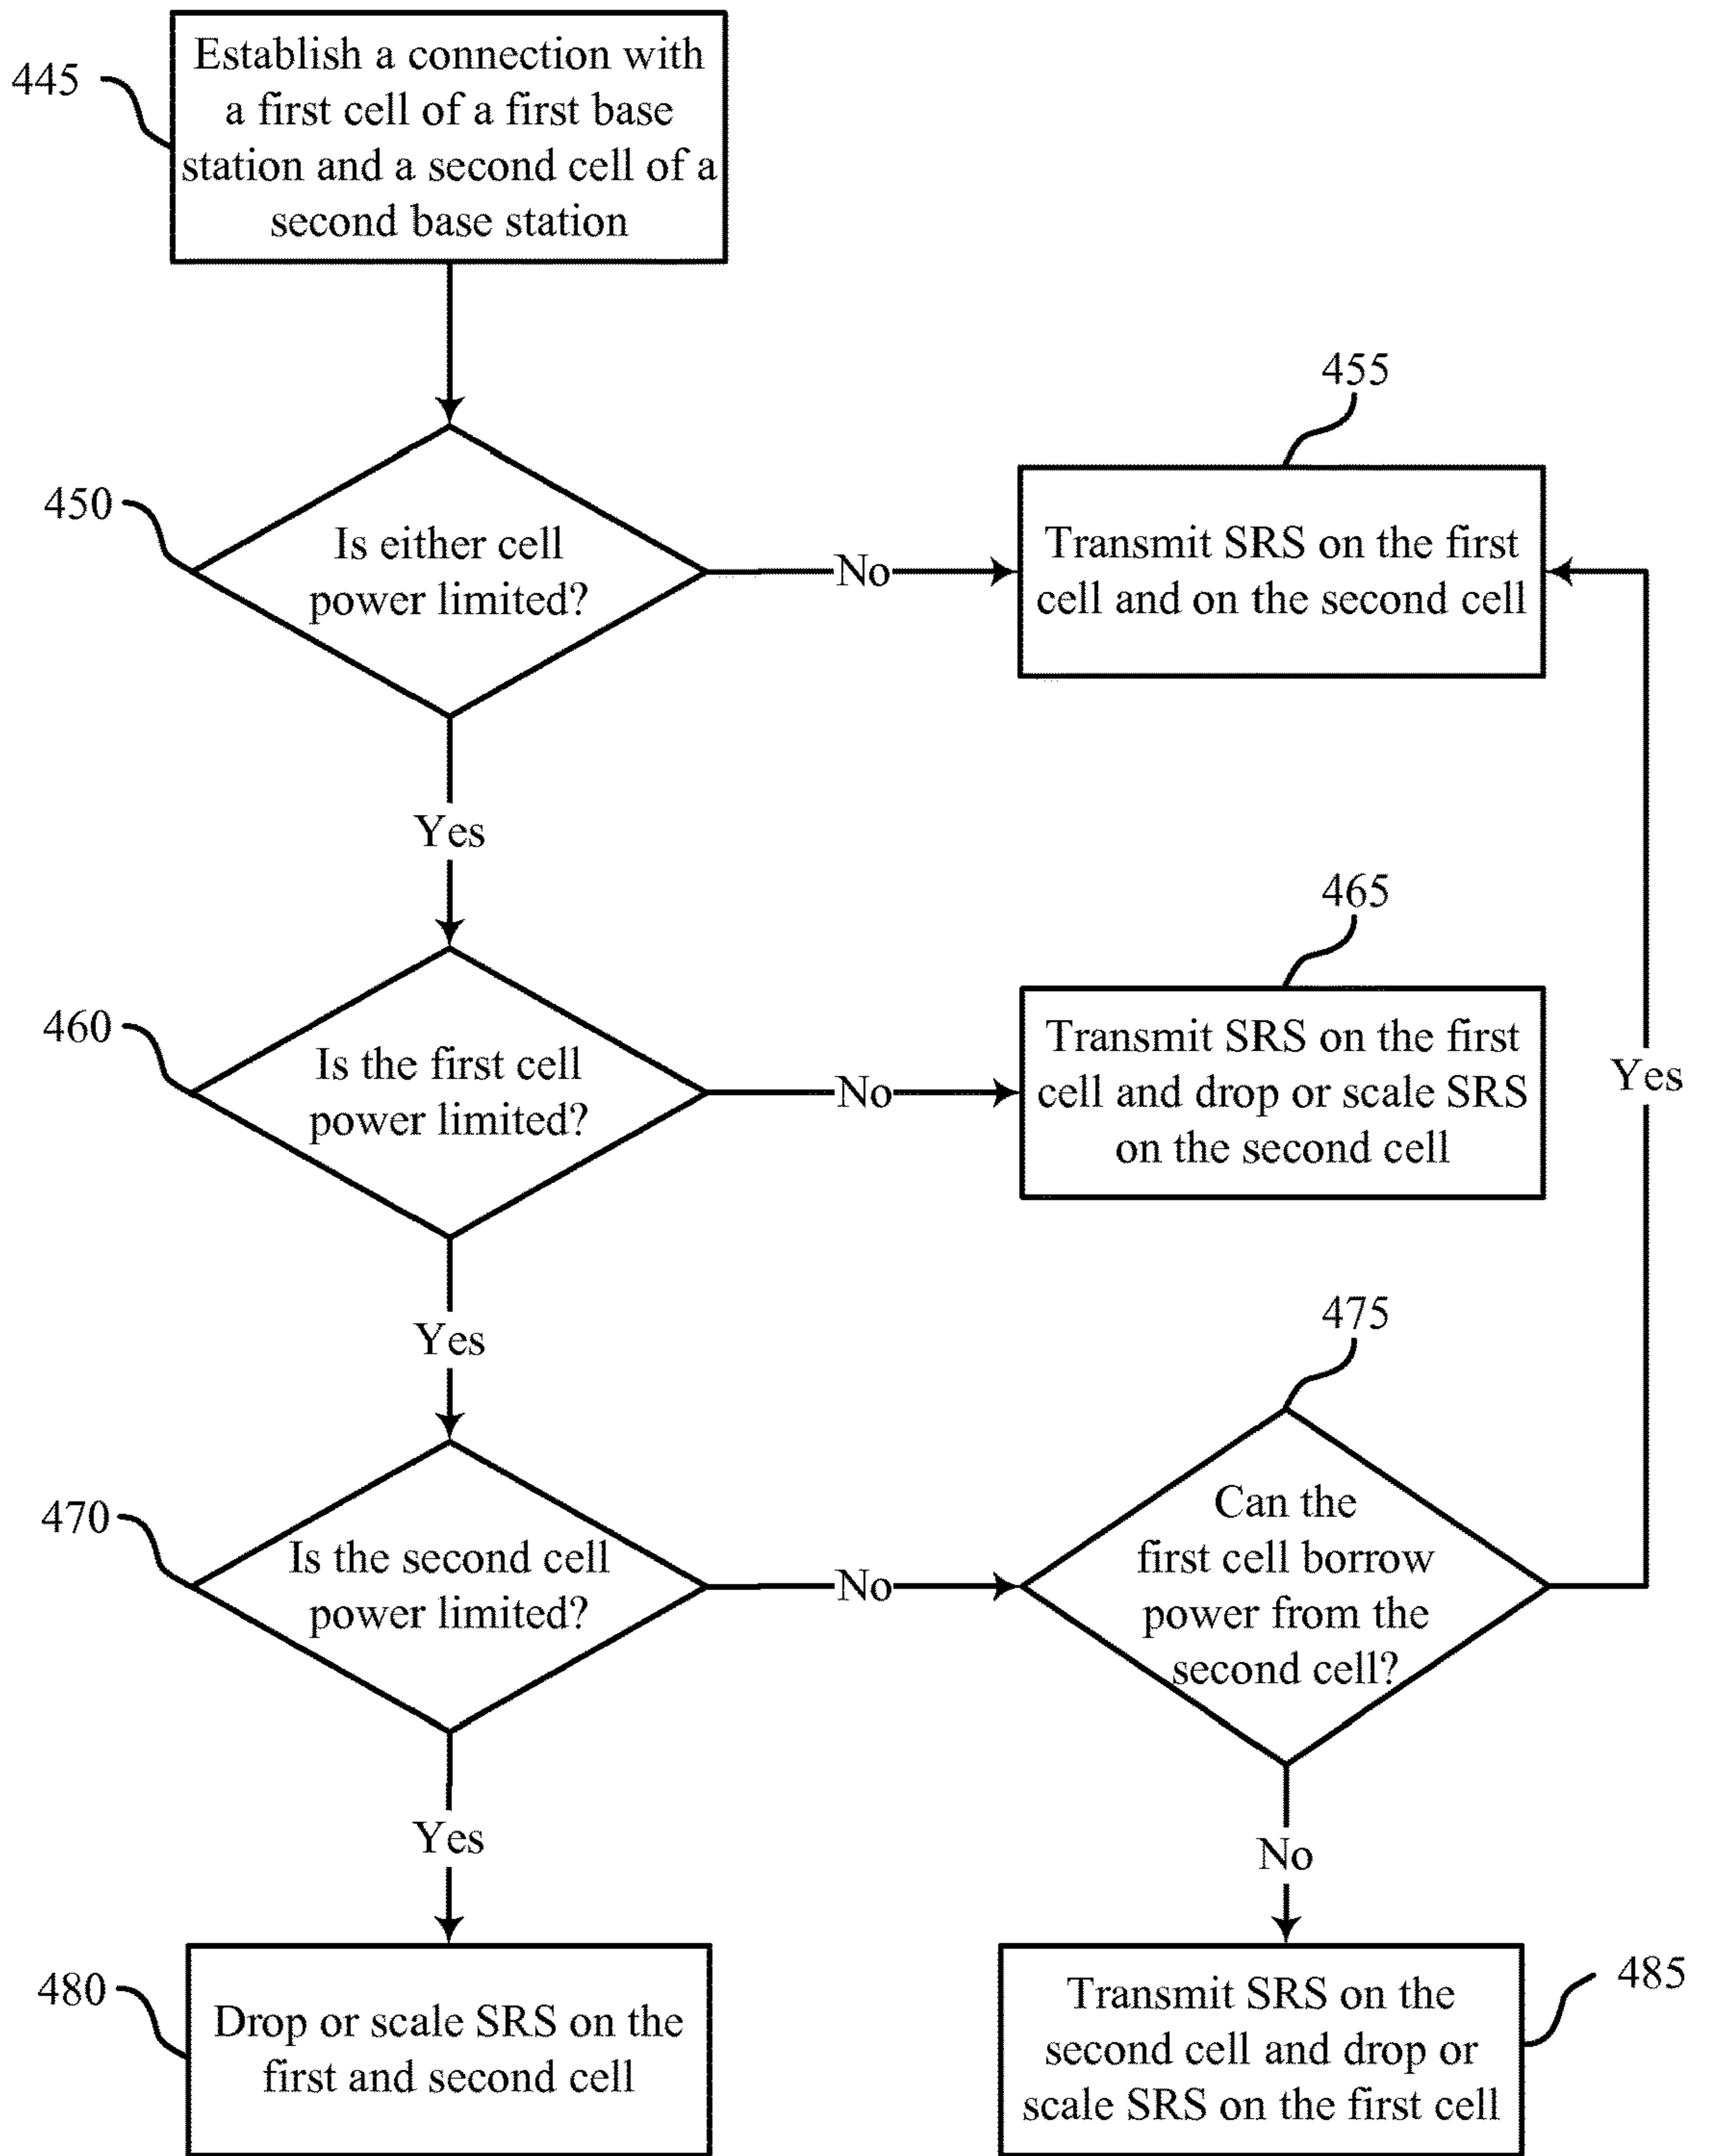 445
Establish a connection with
a first cell of a first base
station and a second cell of a
second base station
450
Is either cell
power limited?
No
455
Transmit SRS on the first
cell and on the second cell
Yes
460
Is the first cell
power limited?
No
465
Transmit SRS on the first
cell and drop or scale SRS
on the second cell
Yes
Yes
470
Is the second cell
power limited?
No
475
Can the
first cell borrow
power from the
second cell?
Yes
No
480
Drop or scale SRS on the
first and second cell
485
Transmit SRS on the
second cell and drop or
scale SRS on the first cell